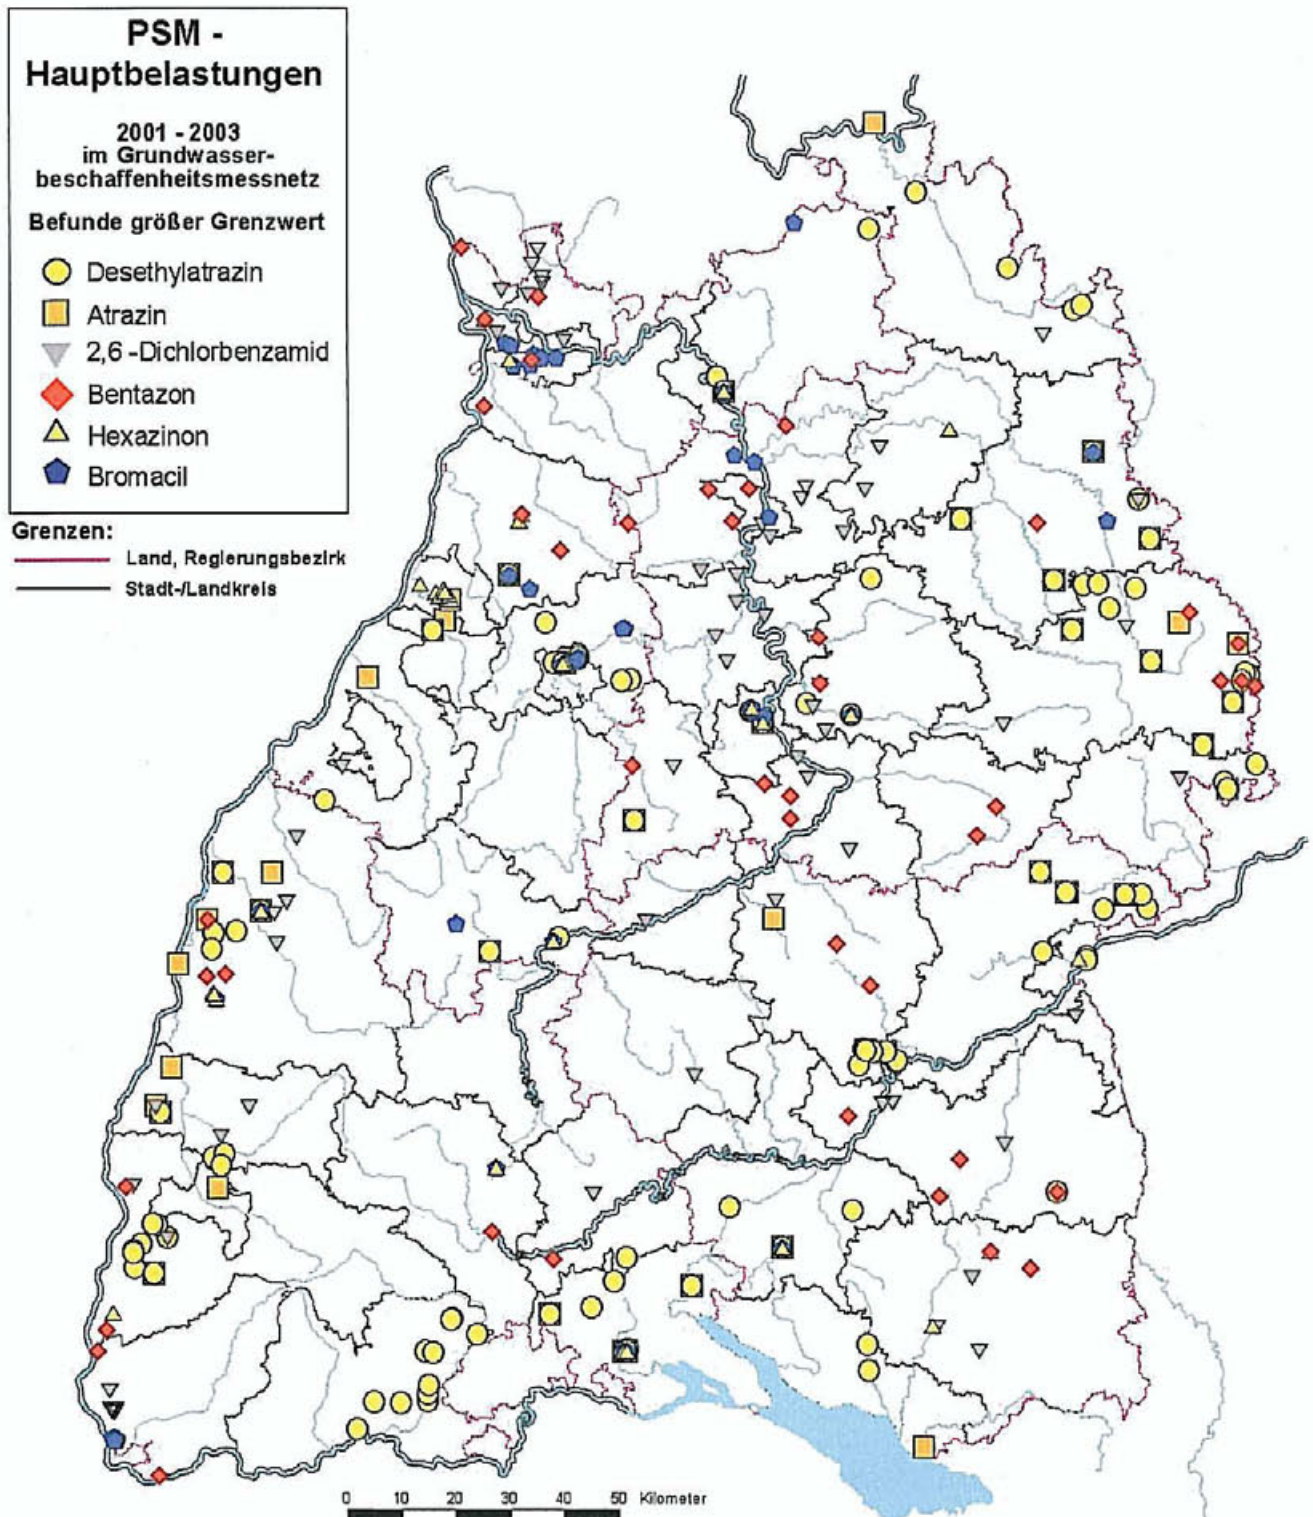 PSM -
Hauptbelastungen
2001 - 2003
im Grundwasser-
beschaffenheitsmessnetz
Befunde größer Grenzwert
Desethylatrazin
Atrazin
2,6 -Dichlorbenzamid
Bentazon
Hexazinon
Bromacil
Grenzen:
Land, Regierungsbezirk
Stadt-/Landkreis
0 10 20 30 40 50 Kilometer